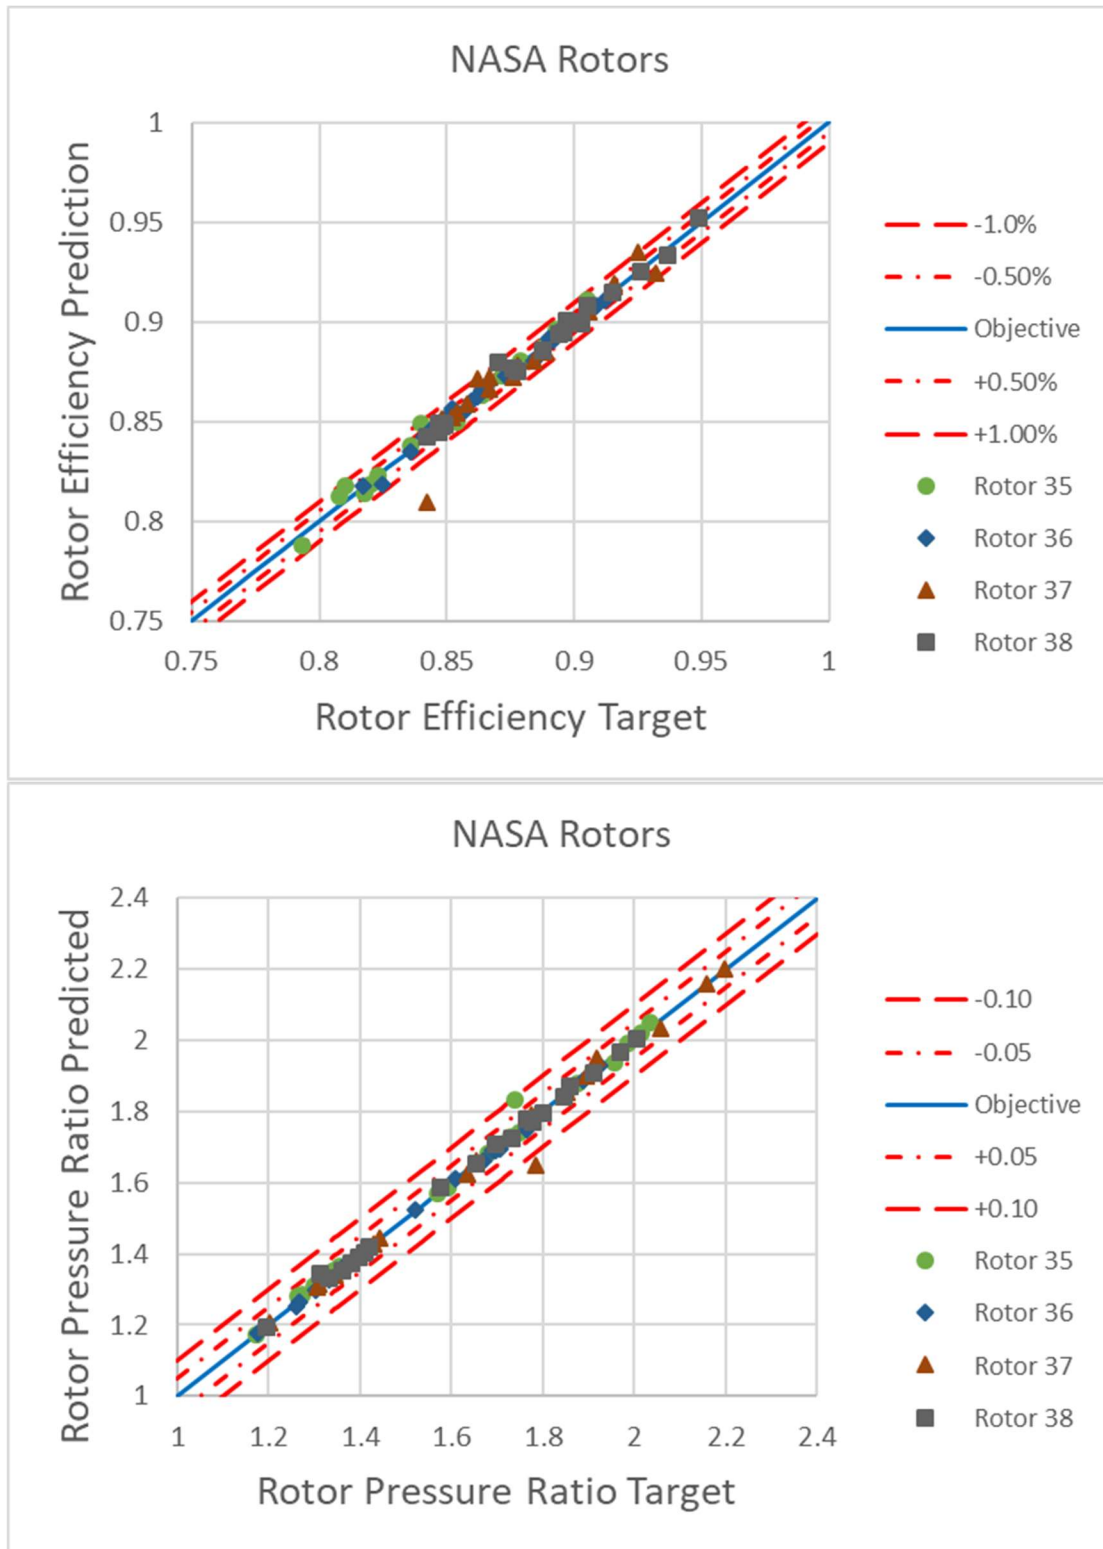 NASA Rotors
Rotor Efficiency Prediction
1
0.95
0.9
0.85
0.8
0.75
0.75 0.8 0.85 0.9 0.95 1
Rotor Efficiency Target
-1.0%
-0.50%
Objective
+0.50%
+1.00%
Rotor 35
Rotor 36
Rotor 37
Rotor 38
NASA Rotors
Rotor Pressure Ratio Predicted
2.4
2.2
2
1.8
1.6
1.4
1.2
1
1 1.2 1.4 1.6 1.8 2 2.2 2.4
Rotor Pressure Ratio Target
-0.10
-0.05
Objective
+0.05
+0.10
Rotor 35
Rotor 36
Rotor 37
Rotor 38